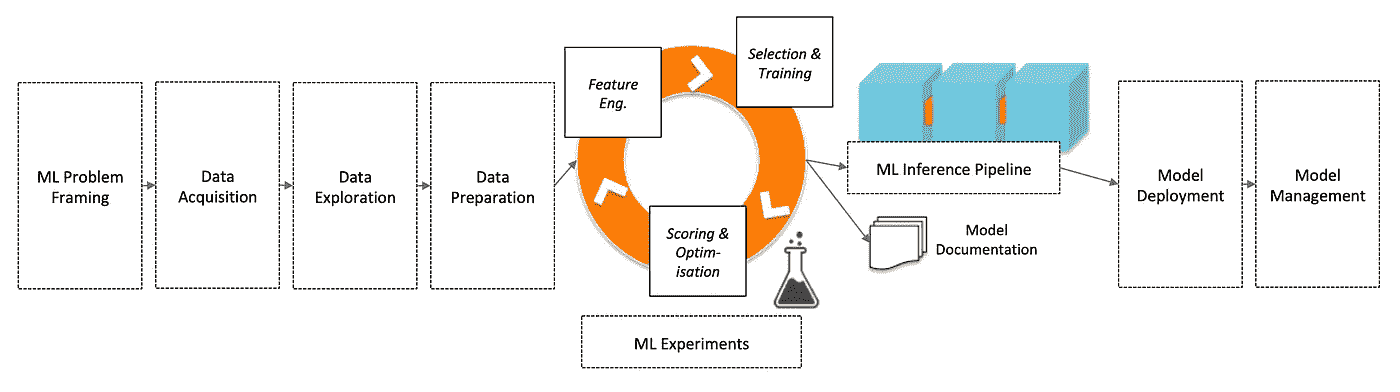 ML Problem
Framing
Data
Acquisition
Data
Exploration
Data
Preparation
Feature
Eng.
Selection &
Training
Scoring &
Optim-
isation
ML Experiments
ML Inference Pipeline
Model
Documentation
Model
Deployment
Model
Management